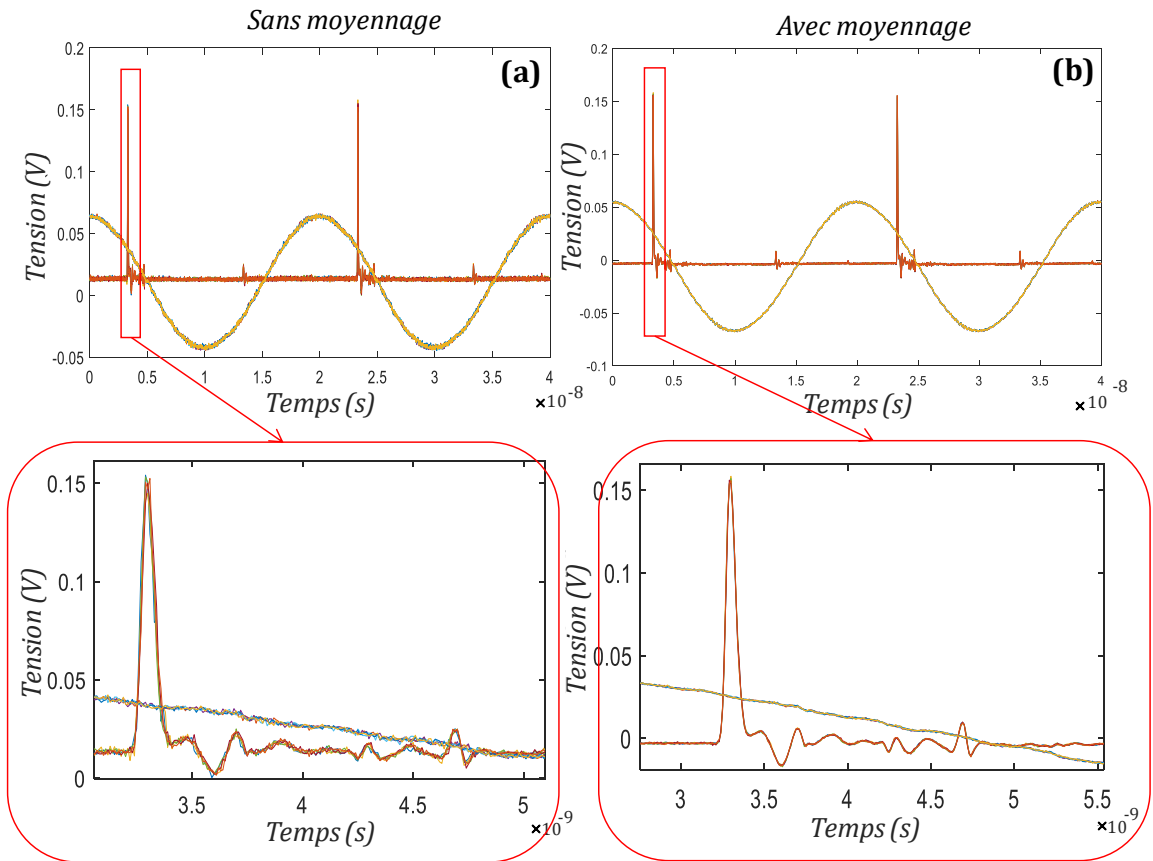 Sans moyennage
Avec moyennage
(a)
Tension (V)
0.2
0.15
0.1
0.05
0
-0.05
0 0.5 1 1.5 2 2.5 3 3.5 4
Temps (s)
×10-8
(b)
Tension (V)
0.2
0.15
0.1
0.05
0
-0.05
-0.1
0 0.5 1 1.5 2 2.5 3 3.5 4
Temps (s)
×10-8
Tension (V)
0.15
0.1
0.05
0
3.5 4 4.5 5
Temps (s)
×10-9
Tension (V)
0.15
0.1
0.05
0
3 3.5 4 4.5 5 5.5
Temps (s)
×10-9